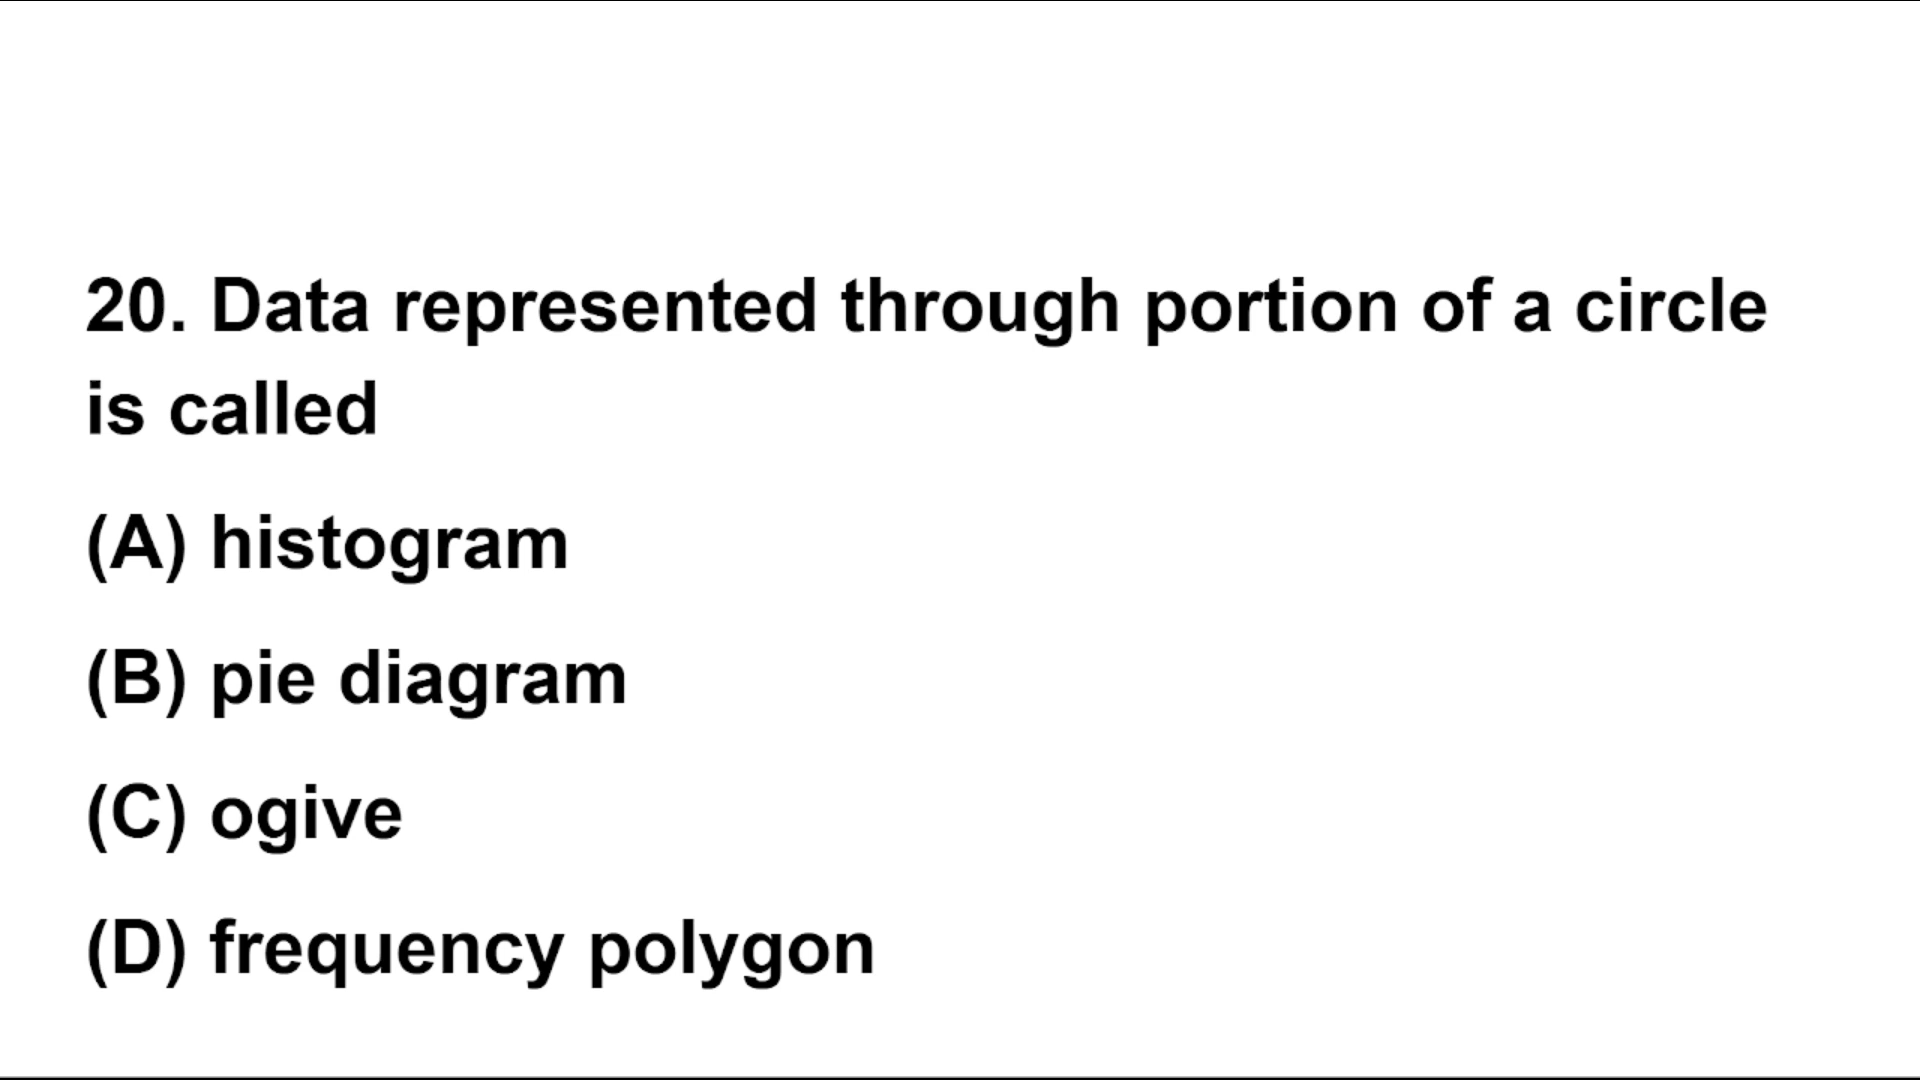 20. Data represented through portion of a circle
is called
(A) histogram
(B) pie diagram
(C) ogive
(D) frequency polygon